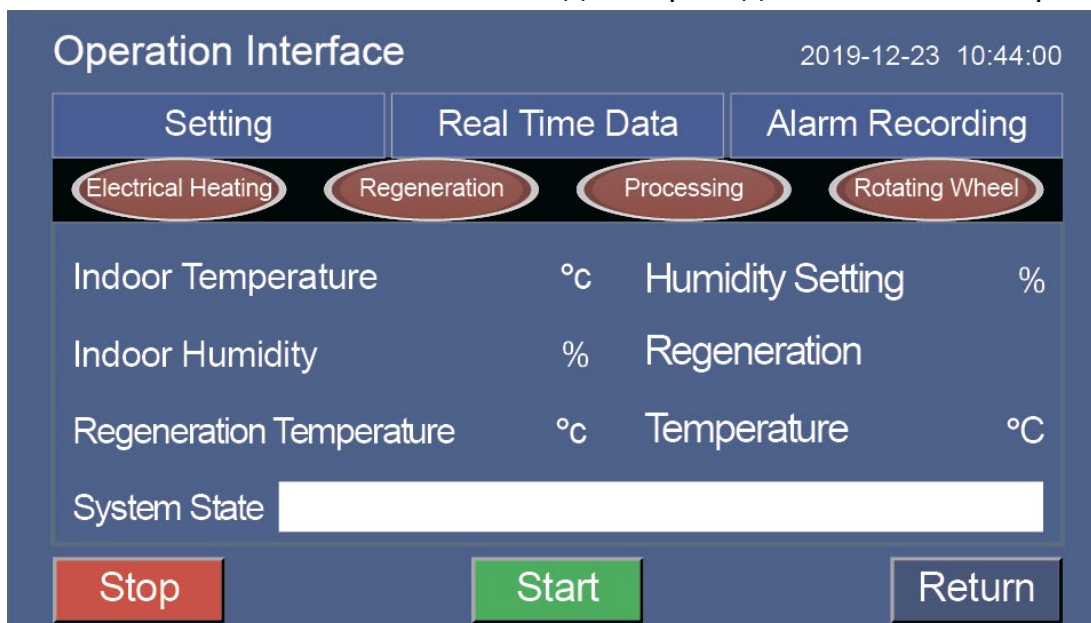 Operation Interface 2019-12-23 10:44:00
Setting Real Time Data Alarm Recording
Electrical Heating Regeneration Processing Rotating Wheel
Indoor Temperature °c Humidity Setting %
Indoor Humidity % Regeneration
Regeneration Temperature °c Temperature °C
System State
Stop Start Return